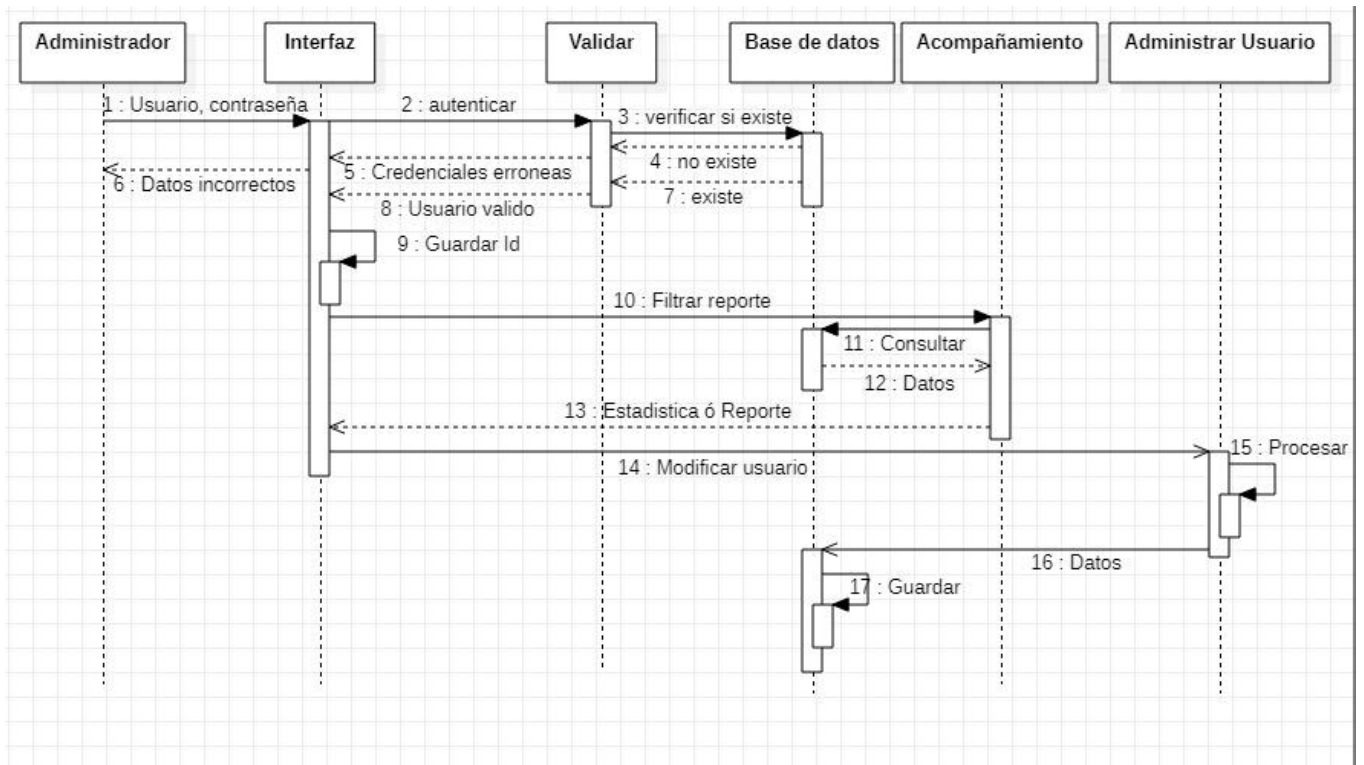 Administrador
Interfaz
Validar
Base de datos
Acompañamiento
Administrar Usuario
1 : Usuario, contraseña
2 : autenticar
3 : verificar si existe
4 : no existe
5 : Credenciales erroneas
6 : Datos incorrectos
7 : existe
8 : Usuario valido
9 : Guardar Id
10 : Filtrar reporte
11 : Consultar
12 : Datos
13 : Estadistica ó Reporte
14 : Modificar usuario
15 : Procesar
16 : Datos
17 : Guardar